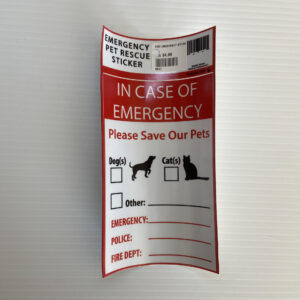 EMERGENCY
PET RESCUE
STICKER
IN CASE OF
EMERGENCY
Please Save Our Pets
Dog(s) Cat(s)
Other:
EMERGENCY:
POLICE:
FIRE DEPT: